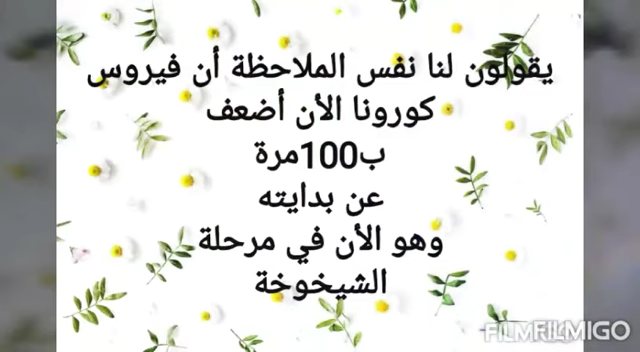 يقولون لنا نفس الملاحظة أن فيروس
كورونا الأن أضعف
ب100مرة
عن بدايته
وهو الأن في مرحلة
الشيخوخة
FILMFILMIGO